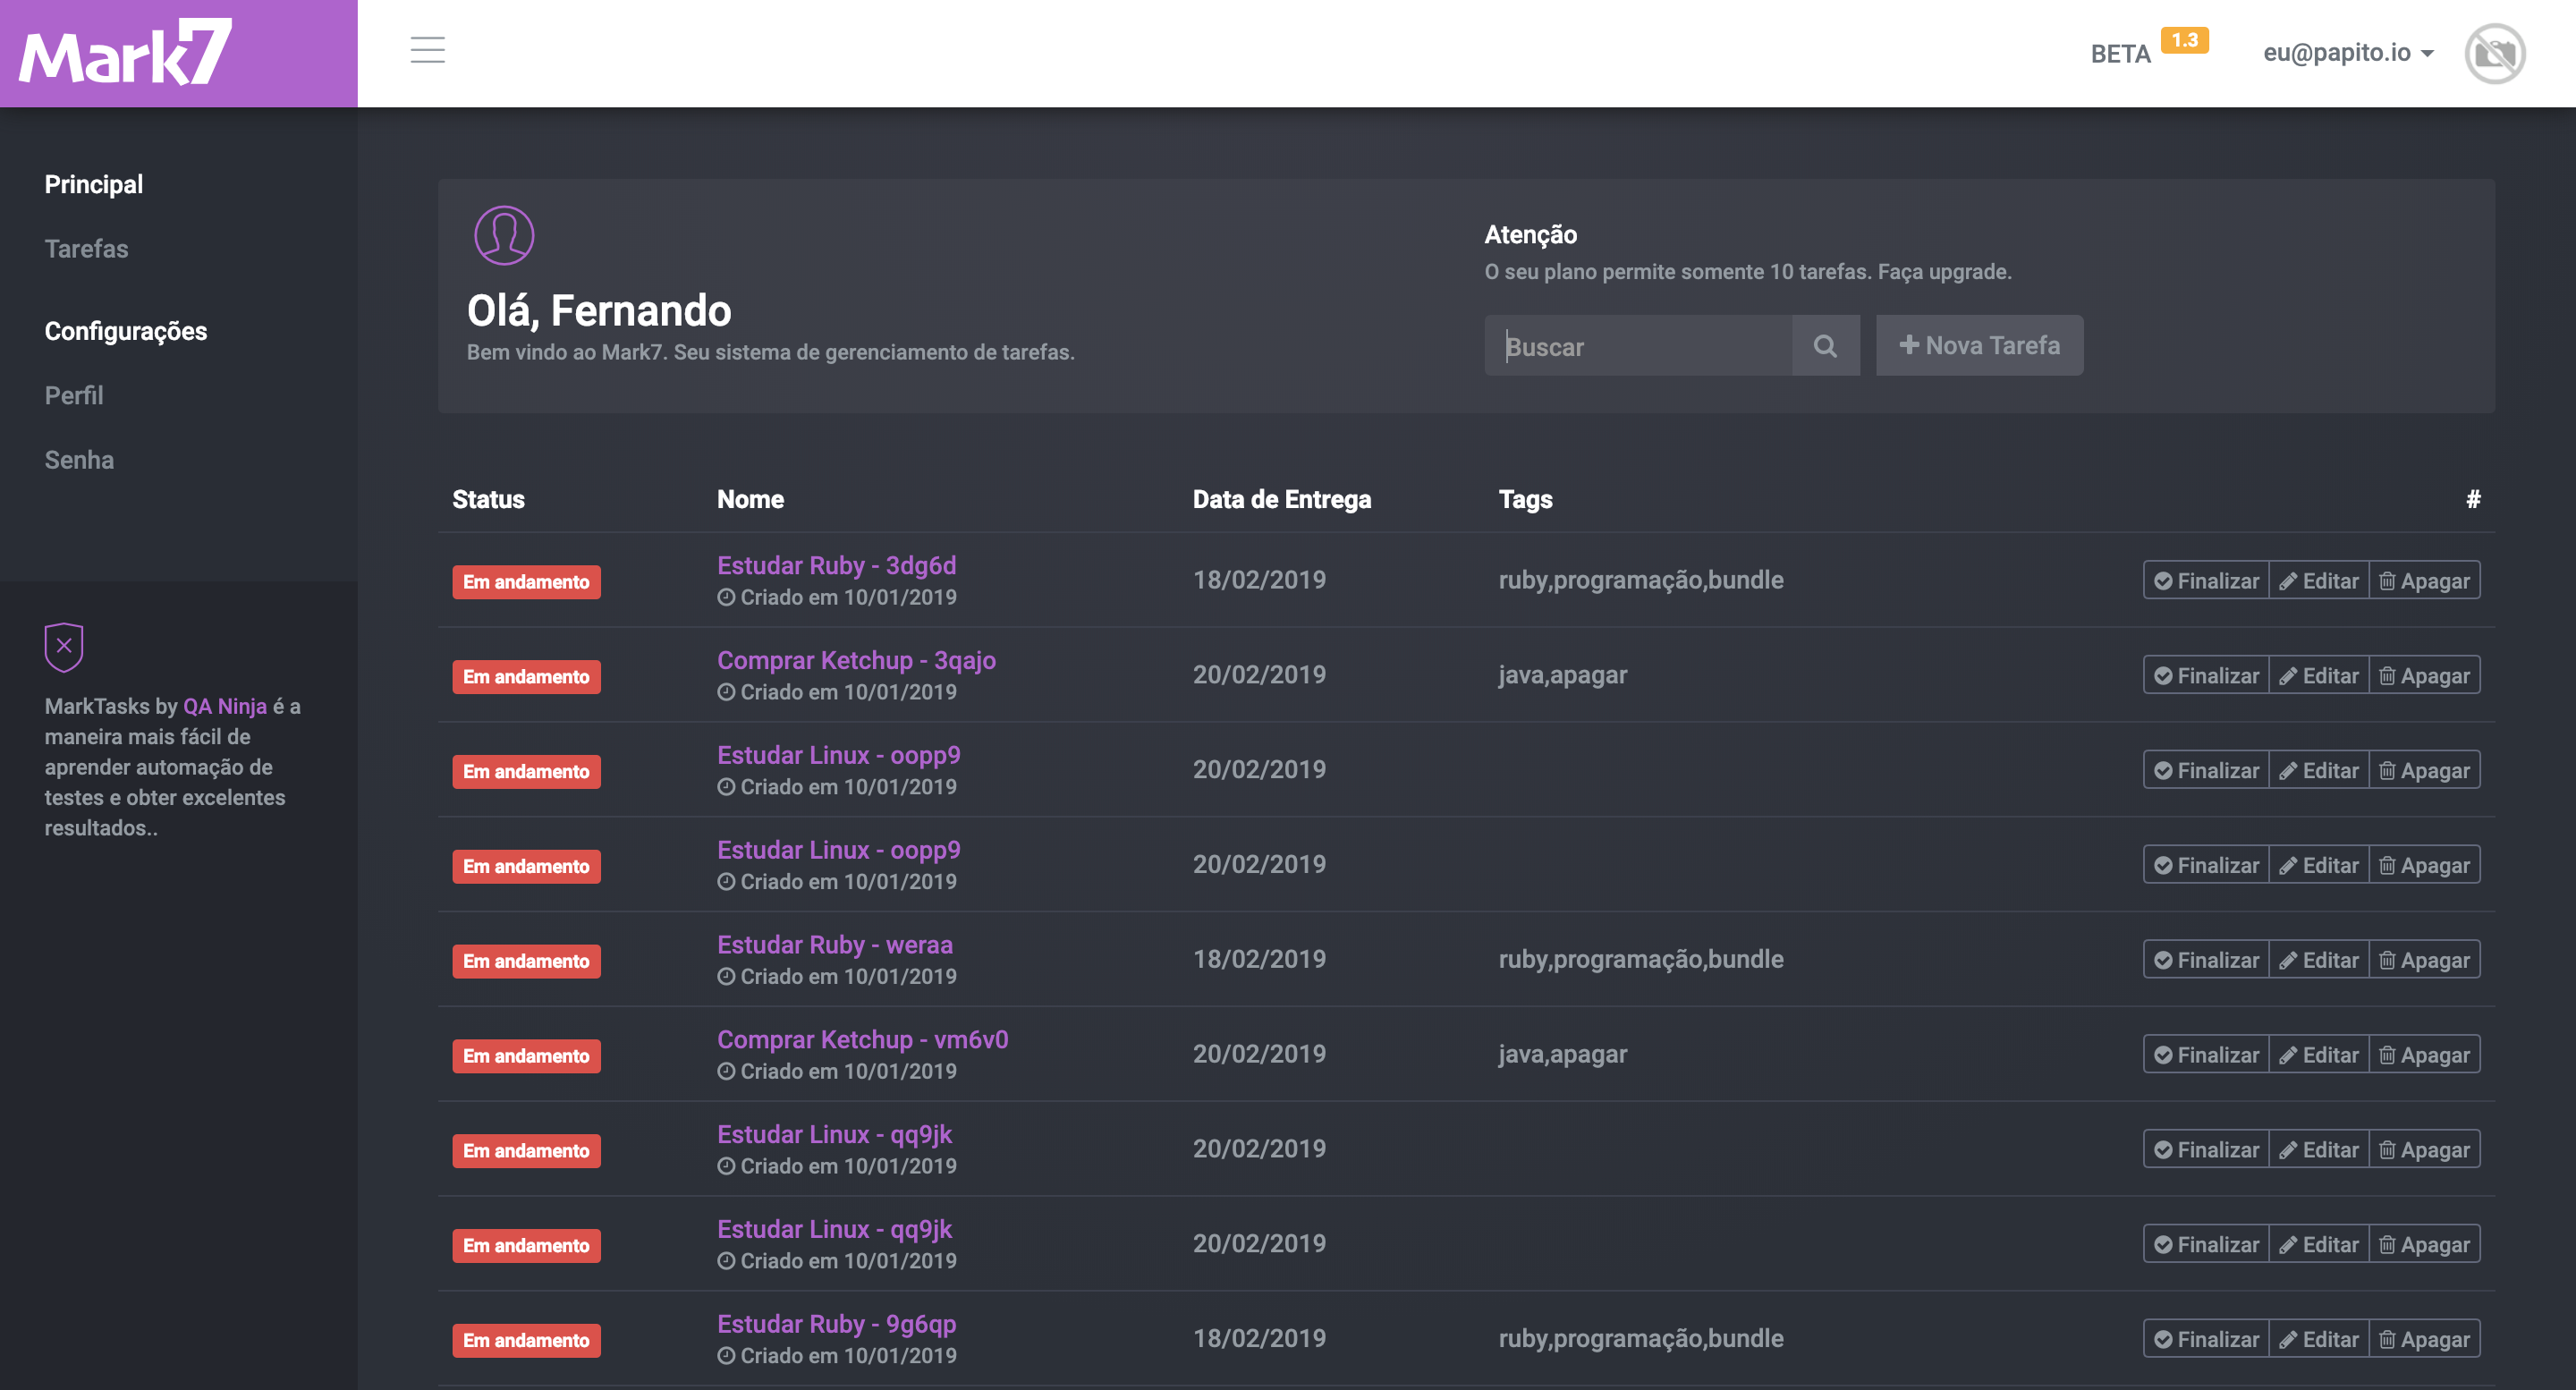 Mark7
BETA 1.3 eu@papito.io
Principal
Tarefas
Configurações
Perfil
Senha
MarkTasks by QA Ninja é a
maneira mais fácil de
aprender automação de
testes e obter excelentes
resultados..
Olá, Fernando
Bem vindo ao Mark7. Seu sistema de gerenciamento de tarefas.
Atenção
O seu plano permite somente 10 tarefas. Faça upgrade.
Buscar Nova Tarefa
Status Nome Data de Entrega Tags #
Em andamento Estudar Ruby - 3dg6d 18/02/2019 ruby,programação,bundle Finalizar Editar Apagar
Criado em 10/01/2019
Em andamento Comprar Ketchup - 3qajo 20/02/2019 java,apagar Finalizar Editar Apagar
Criado em 10/01/2019
Em andamento Estudar Linux - oopp9 20/02/2019 Finalizar Editar Apagar
Criado em 10/01/2019
Em andamento Estudar Linux - oopp9 20/02/2019 Finalizar Editar Apagar
Criado em 10/01/2019
Em andamento Estudar Ruby - weraa 18/02/2019 ruby,programação,bundle Finalizar Editar Apagar
Criado em 10/01/2019
Em andamento Comprar Ketchup - vm6v0 20/02/2019 java,apagar Finalizar Editar Apagar
Criado em 10/01/2019
Em andamento Estudar Linux - qq9jk 20/02/2019 Finalizar Editar Apagar
Criado em 10/01/2019
Em andamento Estudar Linux - qq9jk 20/02/2019 Finalizar Editar Apagar
Criado em 10/01/2019
Em andamento Estudar Ruby - 9g6qp 18/02/2019 ruby,programação,bundle Finalizar Editar Apagar
Criado em 10/01/2019